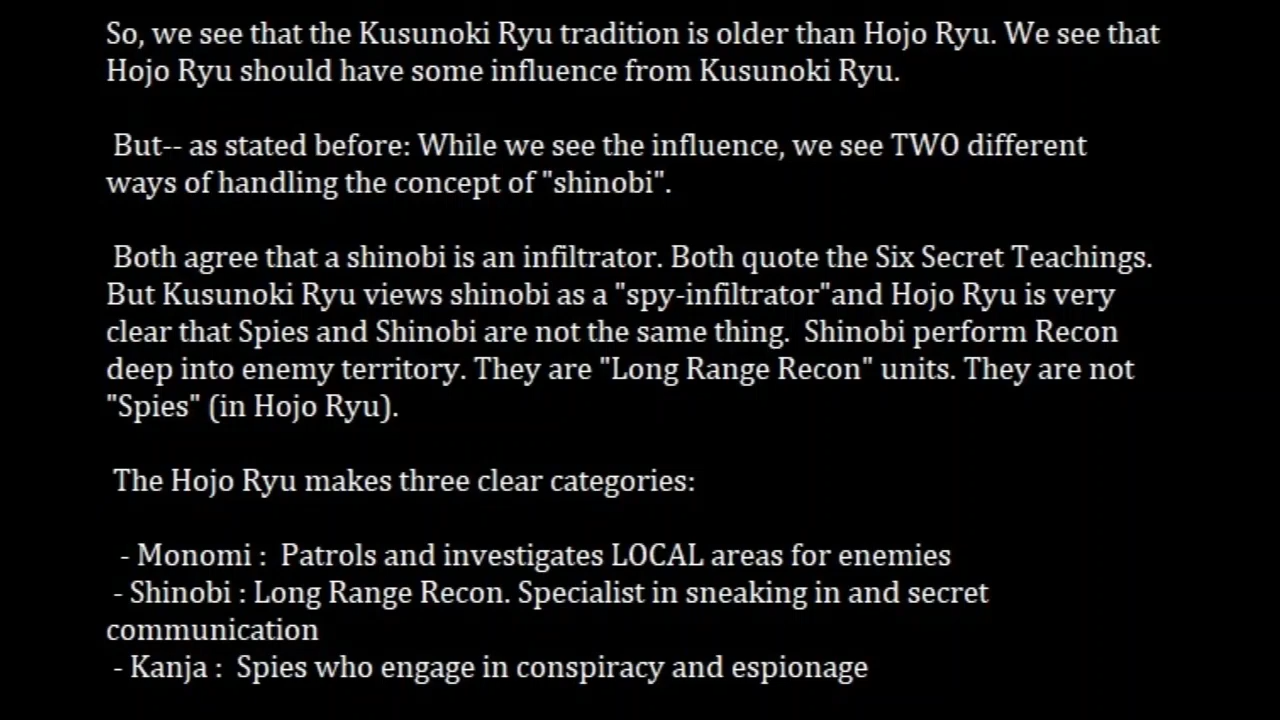 So, we see that the Kusunoki Ryu tradition is older than Hojo Ryu. We see that
Hojo Ryu should have some influence from Kusunoki Ryu.
But-- as stated before: While we see the influence, we see TWO different
ways of handling the concept of "shinobi".
Both agree that a shinobi is an infiltrator. Both quote the Six Secret Teachings.
But Kusunoki Ryu views shinobi as a "spy-infiltrator"and Hojo Ryu is very
clear that Spies and Shinobi are not the same thing.  Shinobi perform Recon
deep into enemy territory. They are "Long Range Recon" units. They are not
"Spies" (in Hojo Ryu).
The Hojo Ryu makes three clear categories:
- Monomi :  Patrols and investigates LOCAL areas for enemies
- Shinobi : Long Range Recon. Specialist in sneaking in and secret
communication
- Kanja :  Spies who engage in conspiracy and espionage